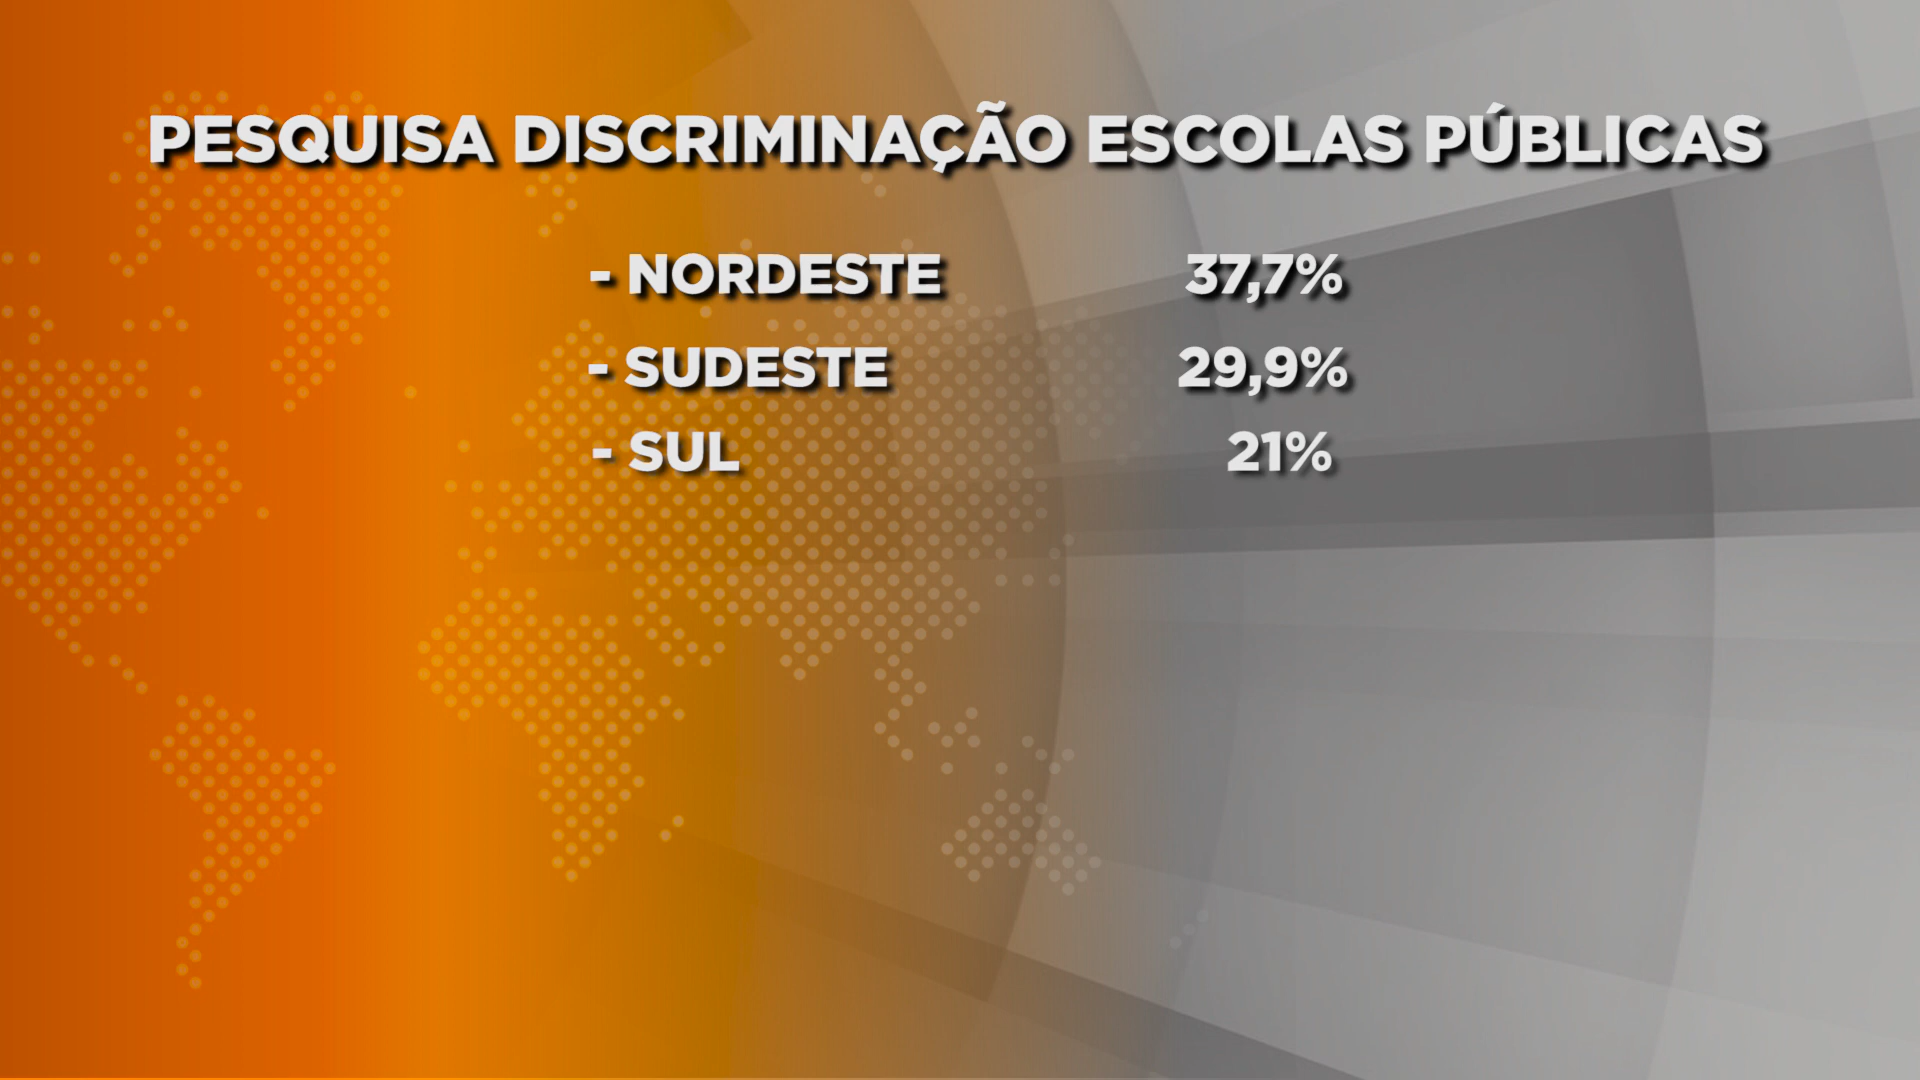 PESQUISA DISCRIMINAÇÃO ESCOLAS PÚBLICAS
- NORDESTE 37,7%
- SUDESTE 29,9%
- SUL 21%